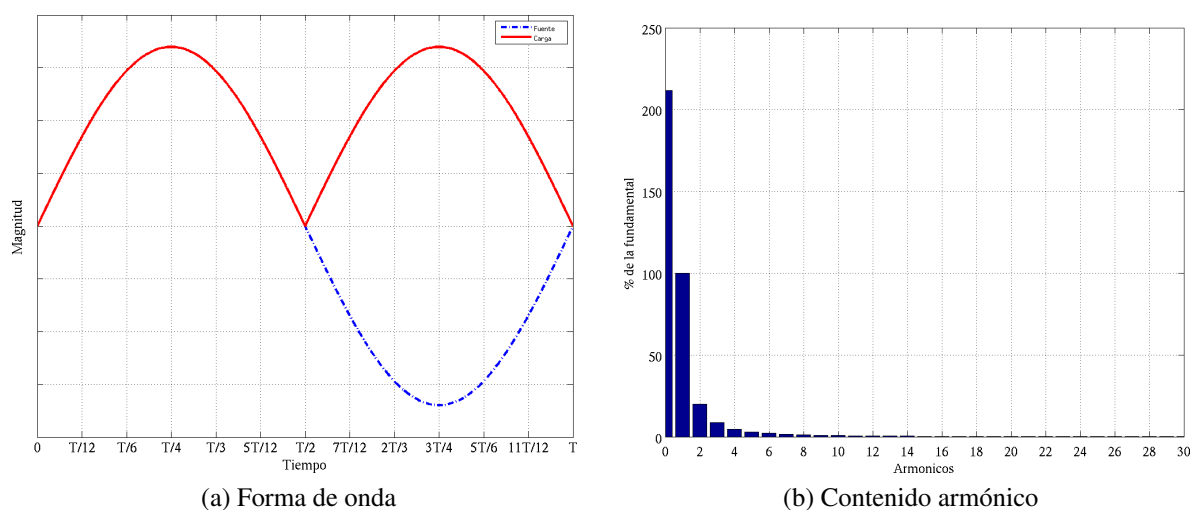 Fuente
Carga
Magnitud
0 T/12 T/6 T/4 T/3 5T/12 T/2 7T/12 2T/3 3T/4 5T/6 11T/12 T
Tiempo
(a) Forma de onda
250
200
150
100
50
0
% de la fundamental
0 2 4 6 8 10 12 14 16 18 20 22 24 26 28 30
Armonicos
(b) Contenido armónico